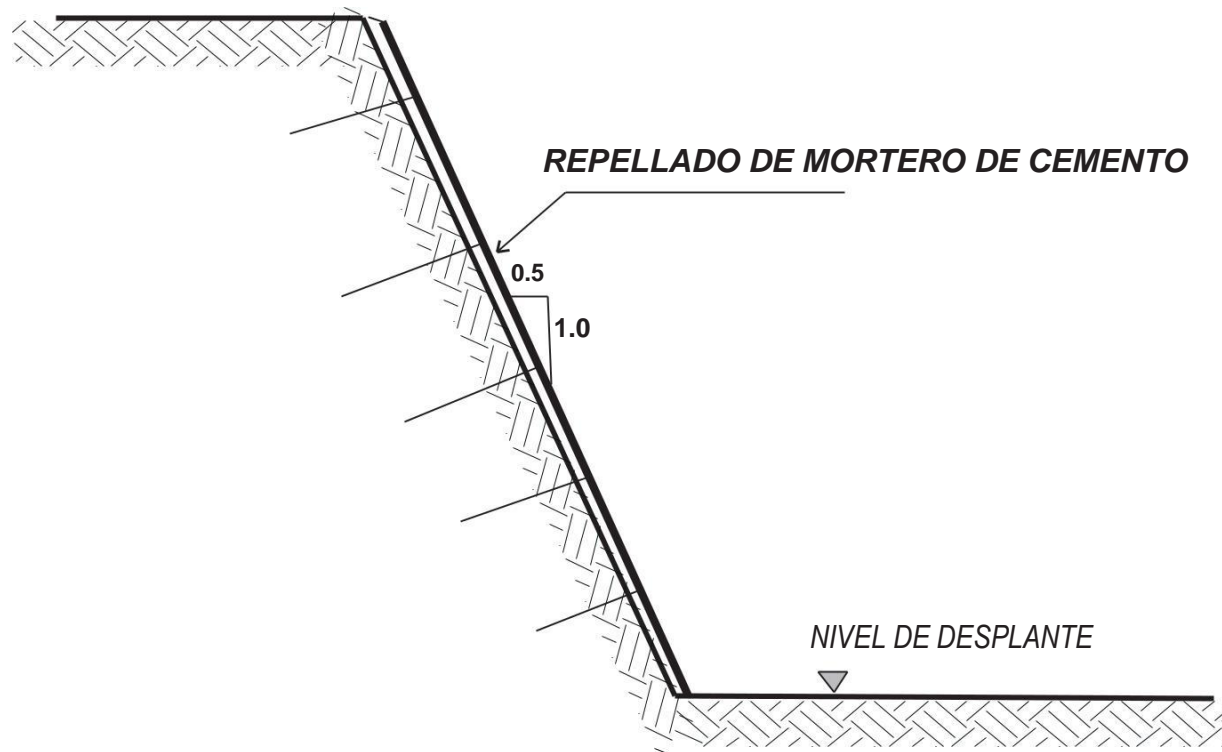 REPELLADO DE MORTERO DE CEMENTO
0.5
1.0
NIVEL DE DESPLANTE